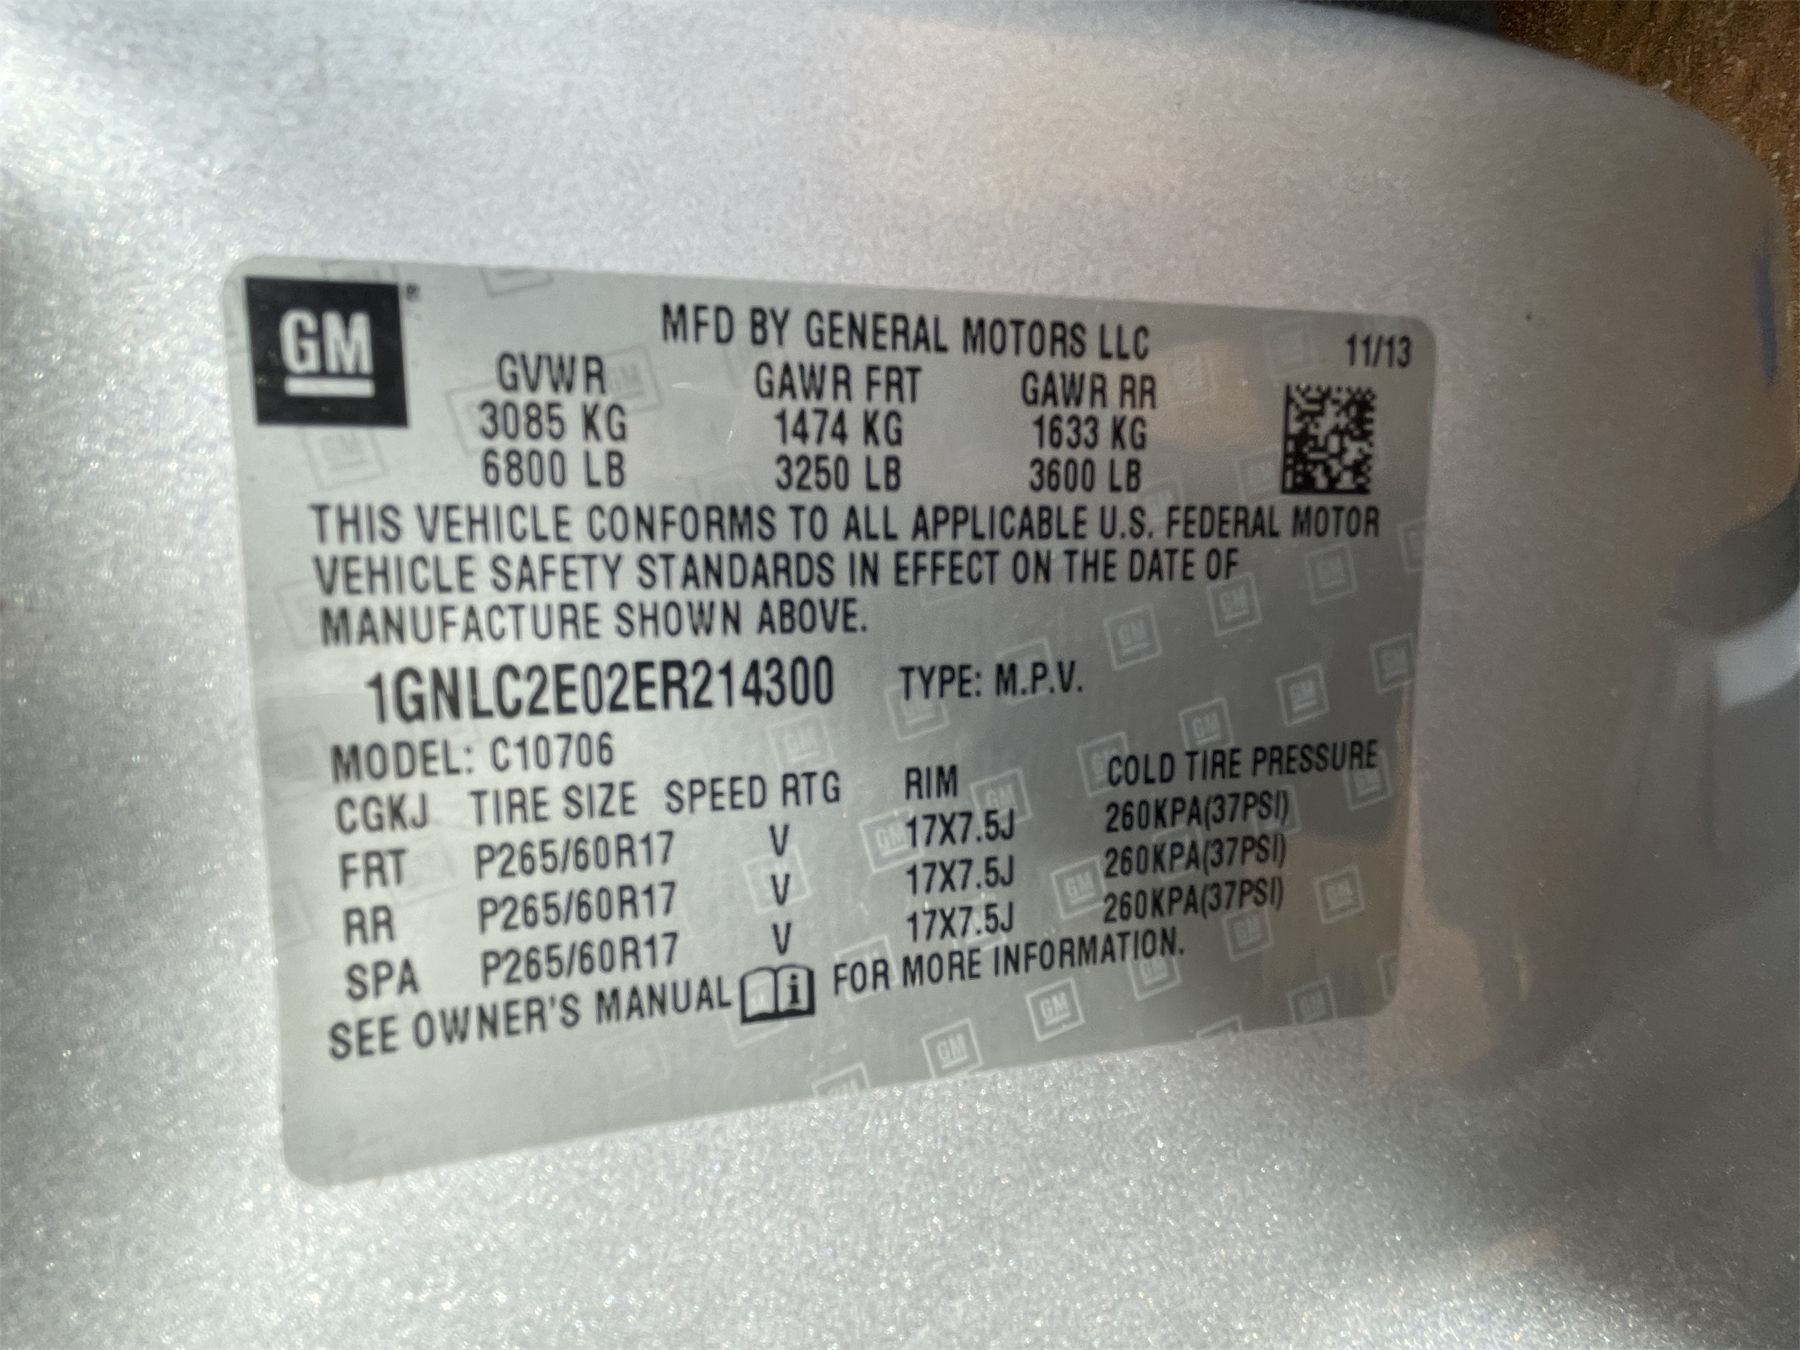 GM
MFD BY GENERAL MOTORS LLC 11/13
GVWR GAWR FRT GAWR RR
3085 KG 1474 KG 1633 KG
6800 LB 3250 LB 3600 LB
THIS VEHICLE CONFORMS TO ALL APPLICABLE U.S. FEDERAL MOTOR
VEHICLE SAFETY STANDARDS IN EFFECT ON THE DATE OF
MANUFACTURE SHOWN ABOVE.
1GNLC2E02ER214300 TYPE: M.P.V.
MODEL: C10706
CGKJ TIRE SIZE SPEED RTG RIM COLD TIRE PRESSURE
FRT P265/60R17 V 17X7.5J 260KPA(37PSI)
RR P265/60R17 V 17X7.5J 260KPA(37PSI)
SPA P265/60R17 V 17X7.5J 260KPA(37PSI)
SEE OWNER'S MANUAL i FOR MORE INFORMATION.